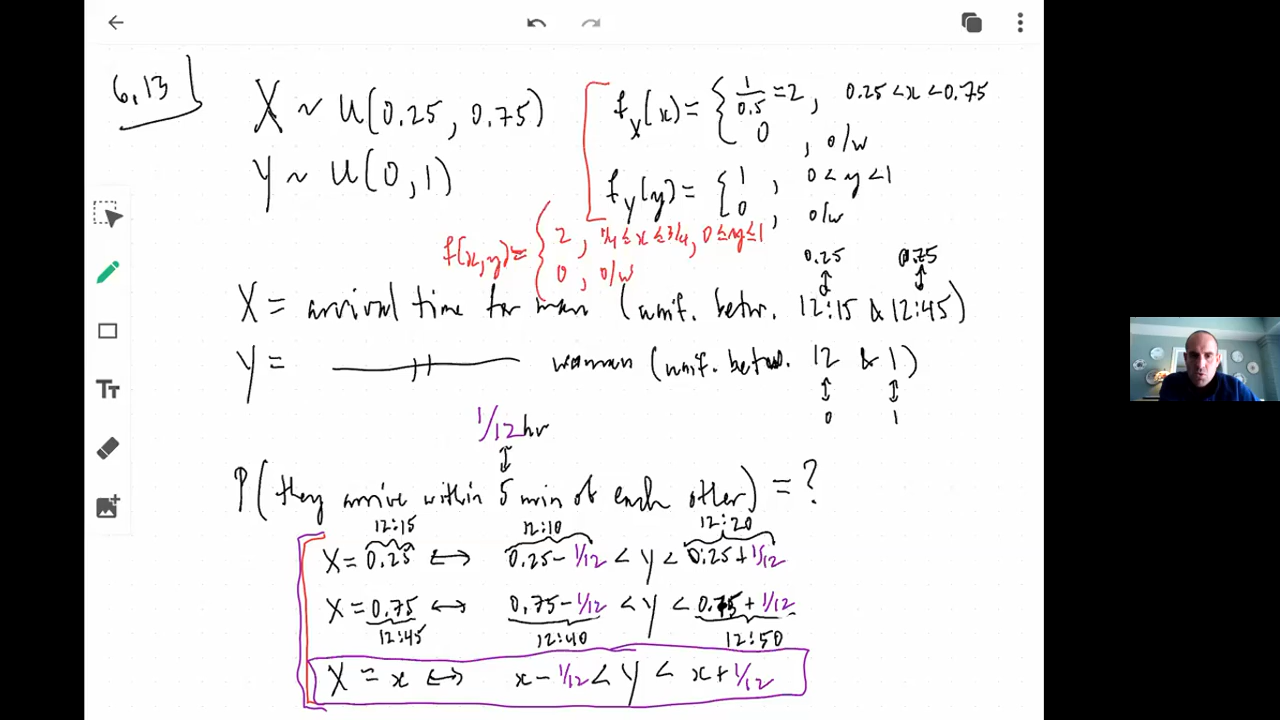 6.13
X ~ U(0.25, 0.75)
Y ~ U(0,1)
f_X(x) = { 1/0.5 = 2, 0.25 < x < 0.75
0, o/w
f_Y(y) = { 1, 0 < y < 1
0, o/w
f(x,y) = { 2, 1/4 ≤ x ≤ 3/4, 0 ≤ y ≤ 1
0, o/w
0.25 0.75
↕ ↕
X = arrival time for man (unif. betw. 12:15 & 12:45)
Y = —||— woman (unif. betw. 12 & 1)
↕ ↕
0 1
1/12 hr
↕
P(they arrive within 5 min of each other) = ?
12:15 12:10 12:20
X = 0.25 ↔ 0.25 - 1/12 < Y < 0.25 + 1/12
X = 0.75 ↔ 0.75 - 1/12 < Y < 0.75 + 1/12
12:45 12:40 12:50
X = x ↔ x - 1/12 < Y < x + 1/12
Tt